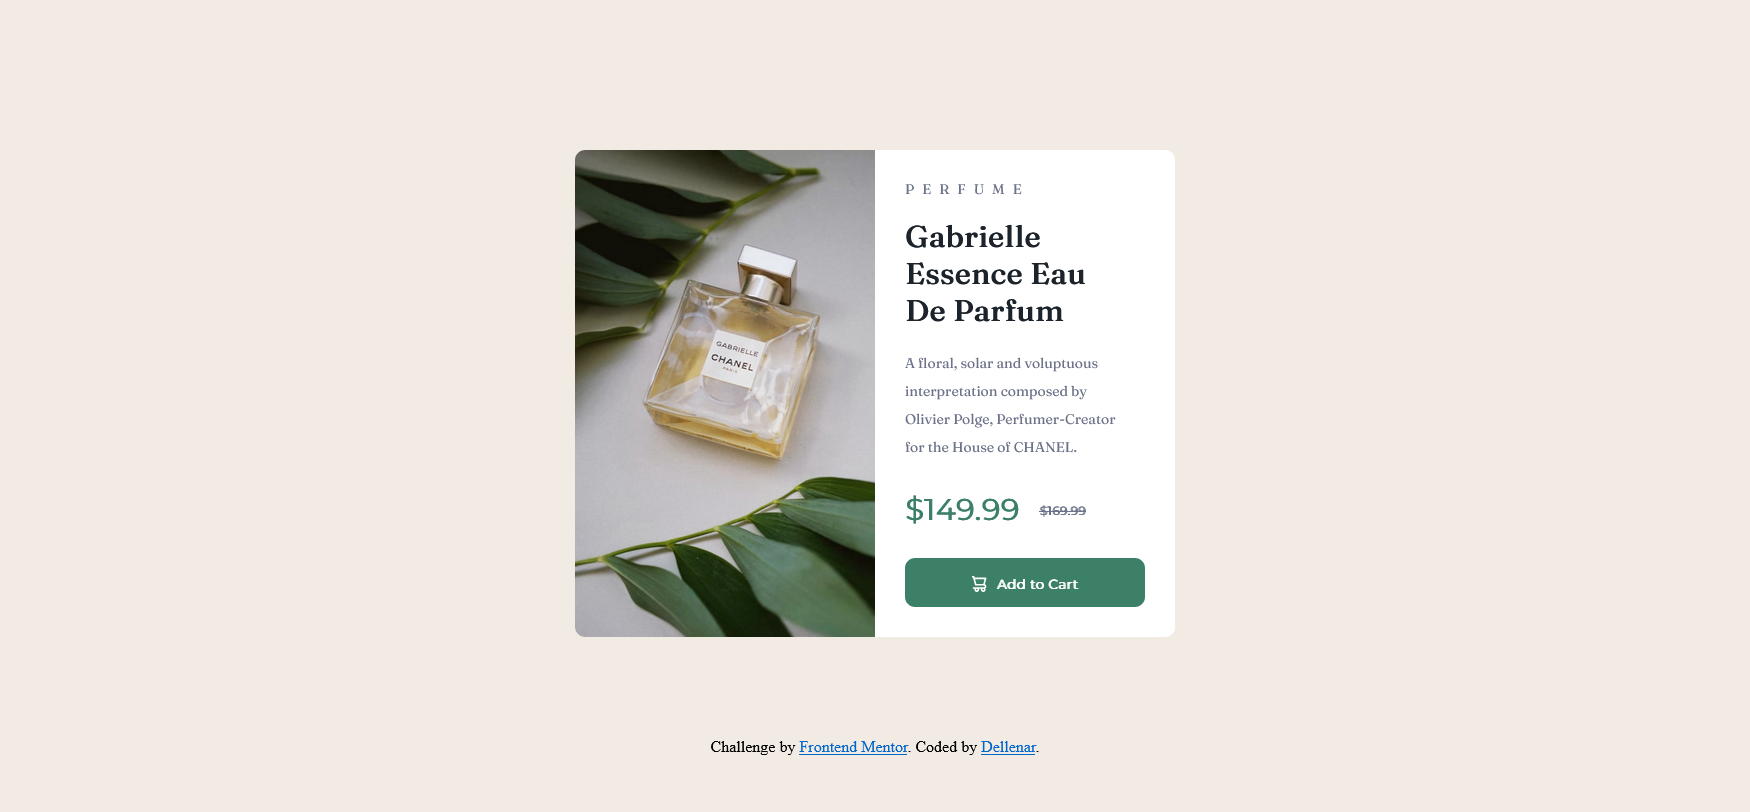 GABRIELLE
CHANEL
PARIS
P E R F U M E
Gabrielle
Essence Eau
De Parfum
A floral, solar and voluptuous
interpretation composed by
Olivier Polge, Perfumer-Creator
for the House of CHANEL.
$149.99 $169.99
Add to Cart
Challenge by Frontend Mentor. Coded by Dellenar.